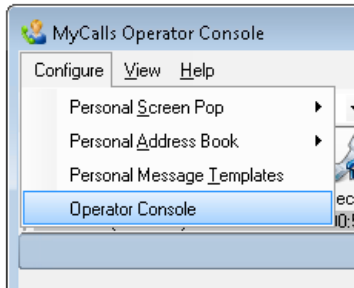 MyCalls Operator Console
Configure View Help
Personal Screen Pop
Personal Address Book
Personal Message Templates
Operator Console